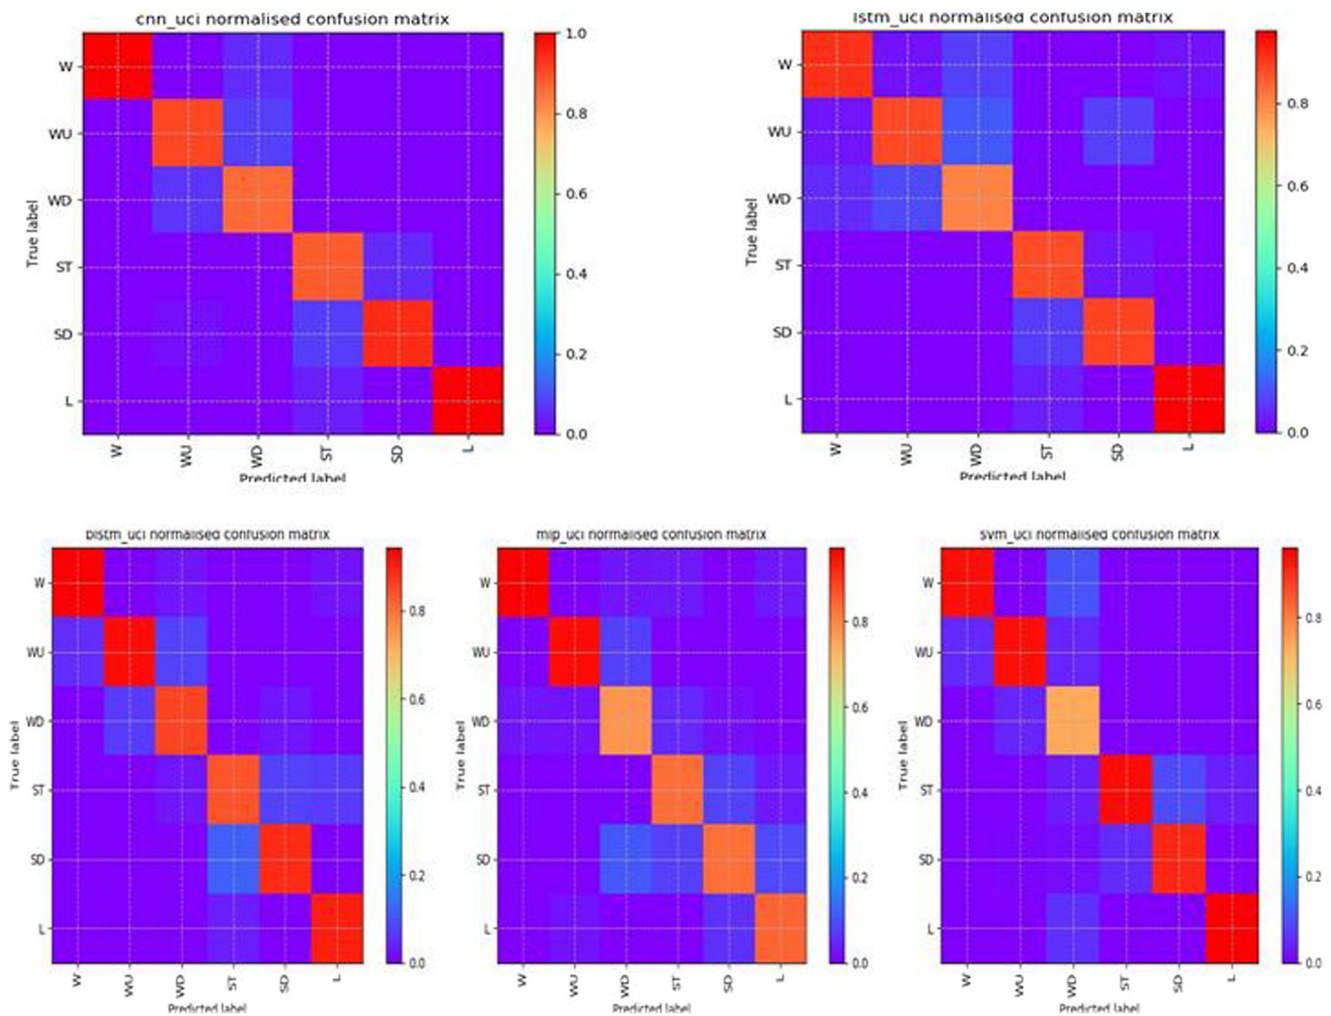 cnn_uci normalised confusion matrix
W
WU
WD
ST
SD
L
True label
W
WU
WD
ST
SD
L
Predicted label
1.0
0.8
0.6
0.4
0.2
0.0
lstm_uci normalised confusion matrix
W
WU
WD
ST
SD
L
True label
W
WU
WD
ST
SD
L
Predicted label
0.8
0.6
0.4
0.2
0.0
blstm_uci normalised confusion matrix
W
WU
WD
ST
SD
L
True label
W
WU
WD
ST
SD
L
Predicted label
0.8
0.6
0.4
0.2
0.0
mlp_uci normalised confusion matrix
W
WU
WD
ST
SD
L
True label
W
WU
WD
ST
SD
L
Predicted label
0.8
0.6
0.4
0.2
0.0
svm_uci normalised confusion matrix
W
WU
WD
ST
SD
L
True label
W
WU
WD
ST
SD
L
Predicted label
0.8
0.6
0.4
0.2
0.0